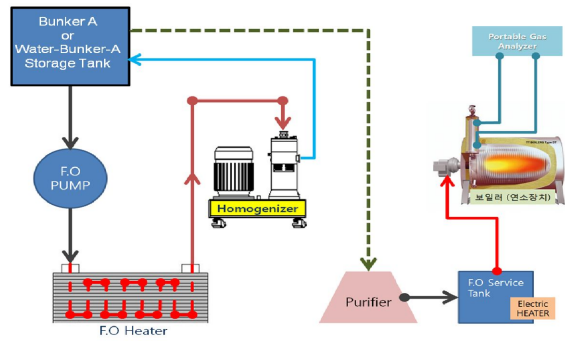 Bunker A
or
Water-Bunker-A
Storage Tank
Portable Gas
Analyzer
F.O
PUMP
Homogenizer
보일러 (연소장치)
F.O Heater
Purifier
F.O Service
Tank
Electric
HEATER